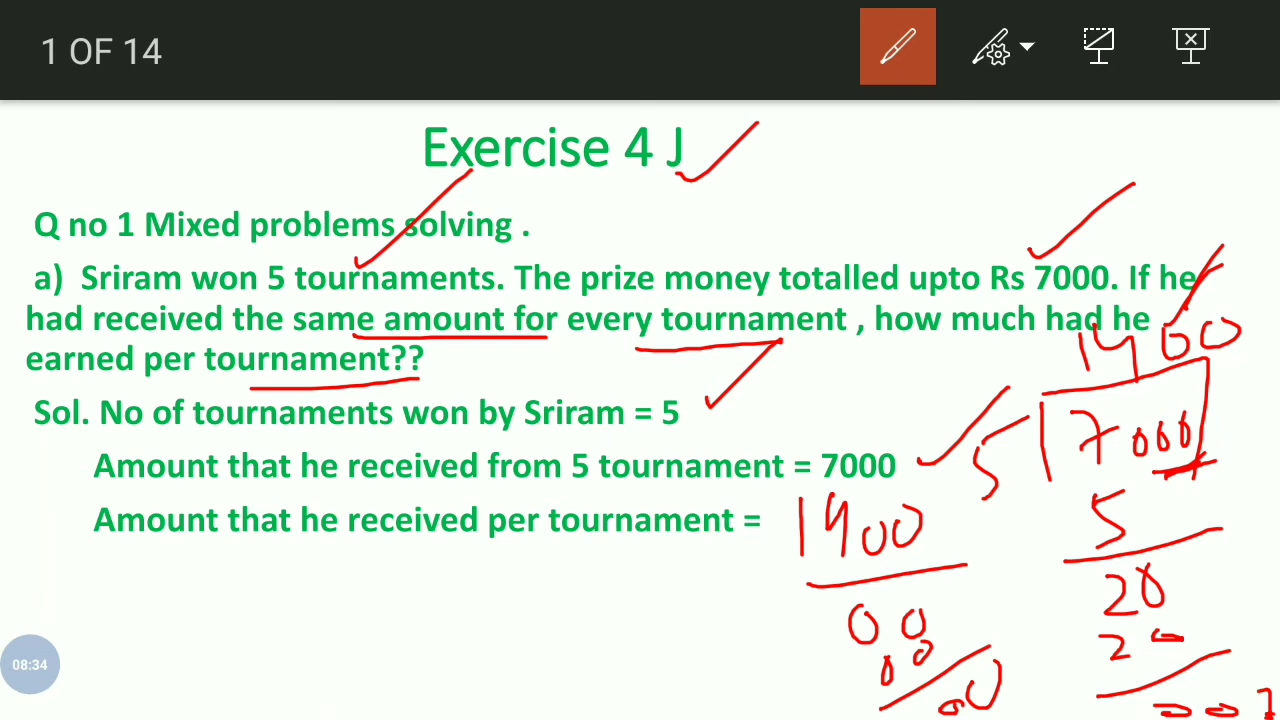 1 OF 14
Exercise 4 J
Q no 1 Mixed problems solving .
a) Sriram won 5 tournaments. The prize money totalled upto Rs 7000. If he
had received the same amount for every tournament , how much had he
earned per tournament??
1400
Sol. No of tournaments won by Sriram = 5
5 7000
Amount that he received from 5 tournament = 7000
Amount that he received per tournament = 1400
5
20
20
00
08:34